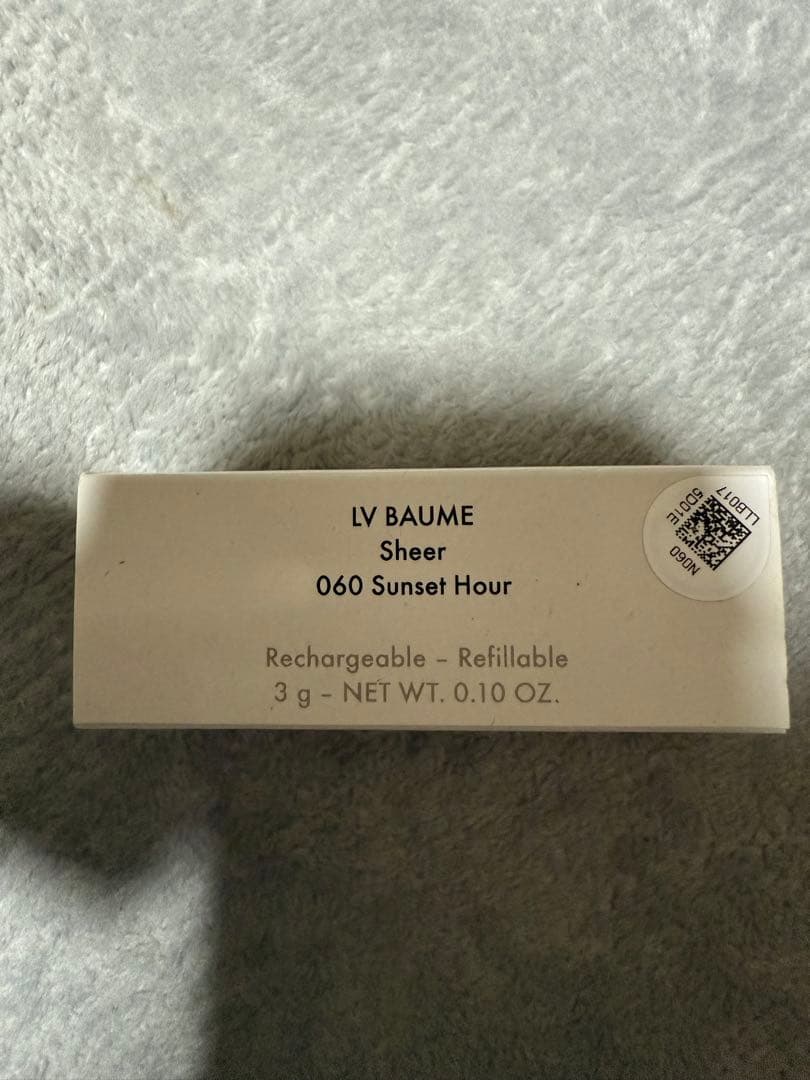 LV BAUME
Sheer
060 Sunset Hour
Rechargeable – Refillable
3 g – NET WT. 0.10 OZ.
LLB017
5D01E
N060